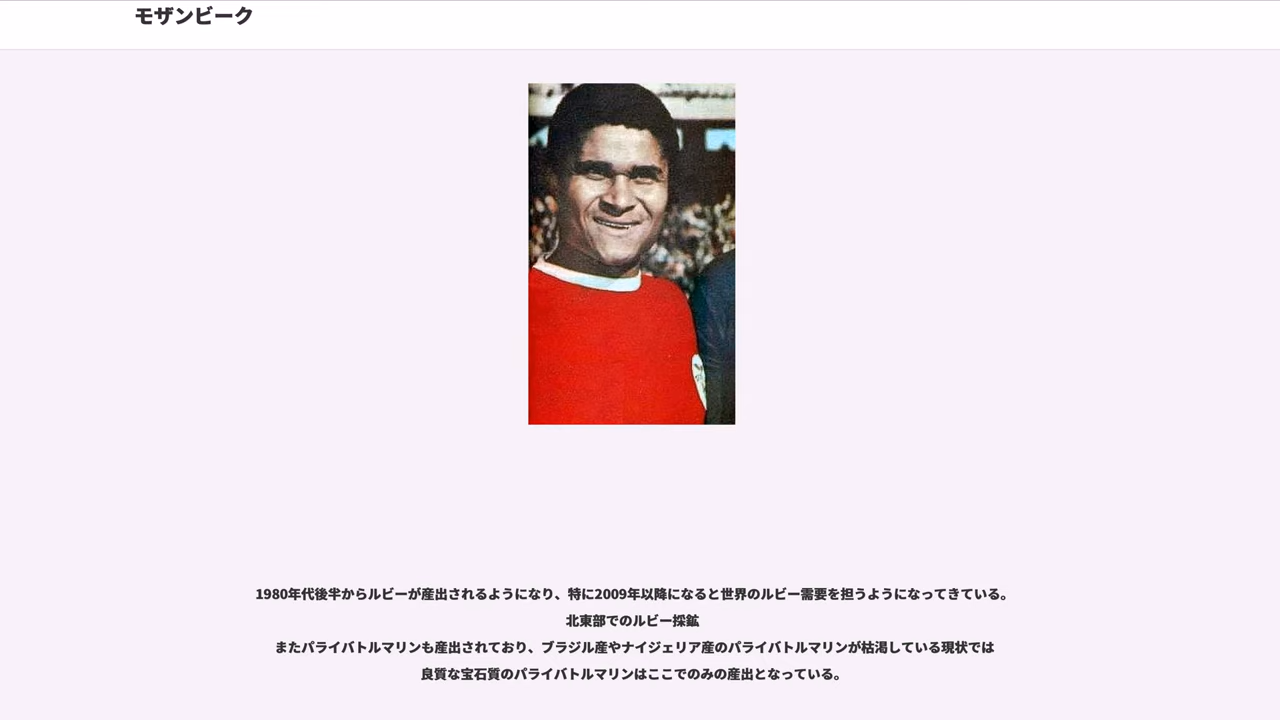 モザンビーク
1980年代後半からルビーが産出されるようになり、特に2009年以降になると世界のルビー需要を担うようになってきている。
北東部でのルビー採鉱
またパライバトルマリンも産出されており、ブラジル産やナイジェリア産のパライバトルマリンが枯渇している現状では
良質な宝石質のパライバトルマリンはここでのみの産出となっている。